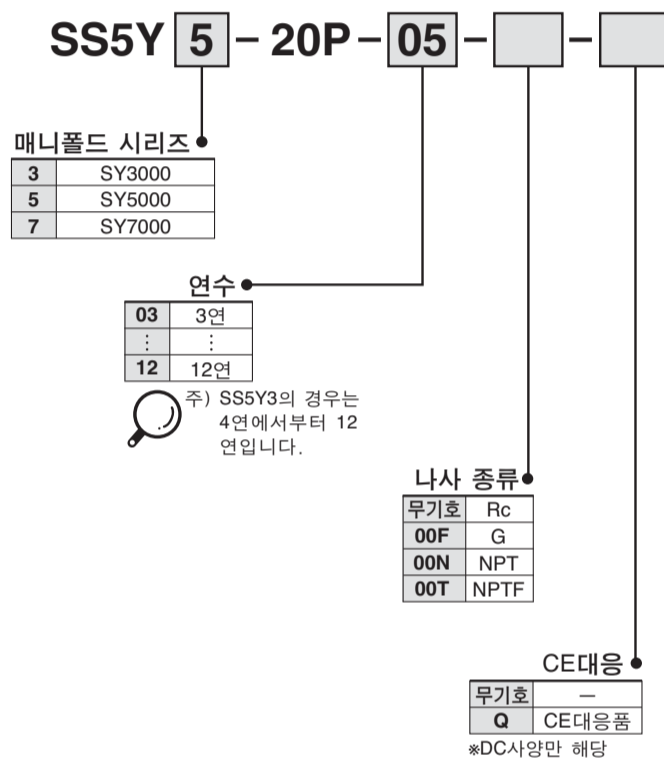 SS5Y 5 - 20P - 05 - -
매니폴드 시리즈
3 SY3000
5 SY5000
7 SY7000
연수
03 3연
⋮ ⋮
12 12연
주) SS5Y3의 경우는
4연에서부터 12
연입니다.
나사 종류
무기호 Rc
00F G
00N NPT
00T NPTF
CE대응
무기호 —
Q CE대응품
※DC사양만 해당